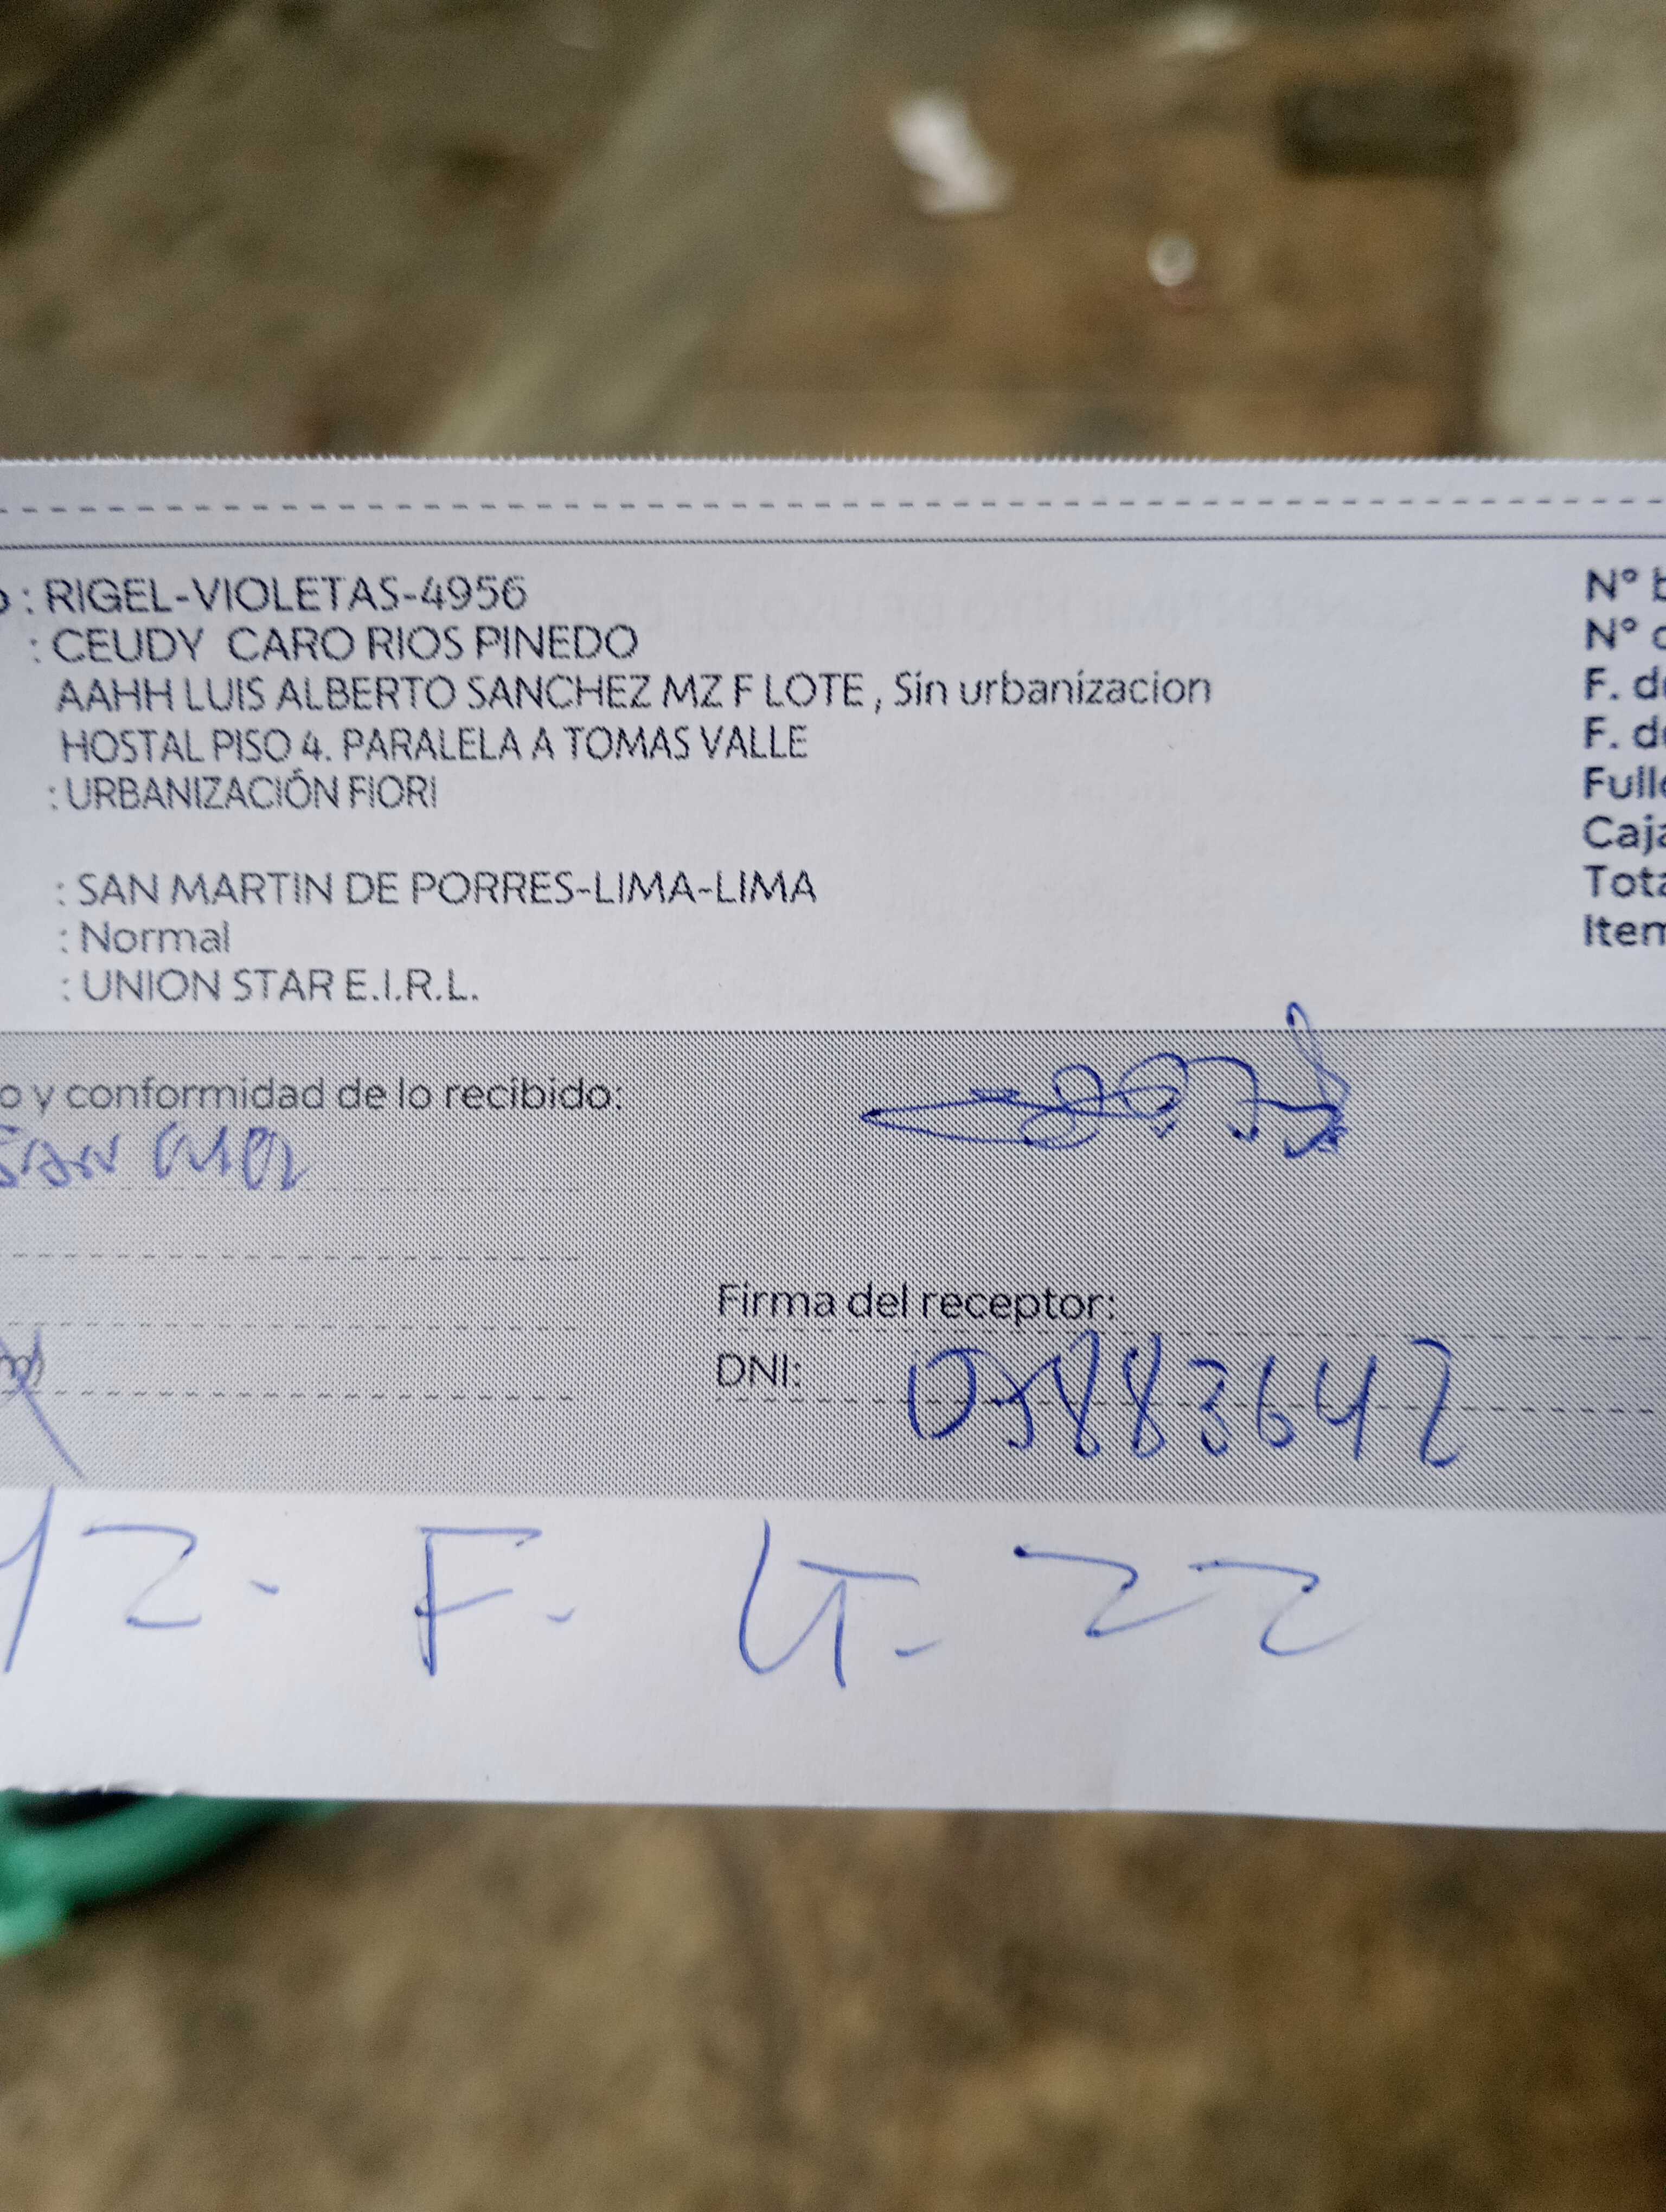 : RIGEL-VIOLETAS-4956
: CEUDY CARO RIOS PINEDO
AAHH LUIS ALBERTO SANCHEZ MZ F LOTE , Sin urbanizacion
HOSTAL PISO 4. PARALELA A TOMAS VALLE
: URBANIZACIÓN FIORI
: SAN MARTIN DE PORRES-LIMA-LIMA
: Normal
: UNION STAR E.I.R.L.
N°
N°
F.
F.
o y conformidad de lo recibido:
Firma del receptor:
DNI:
F. LT. 22